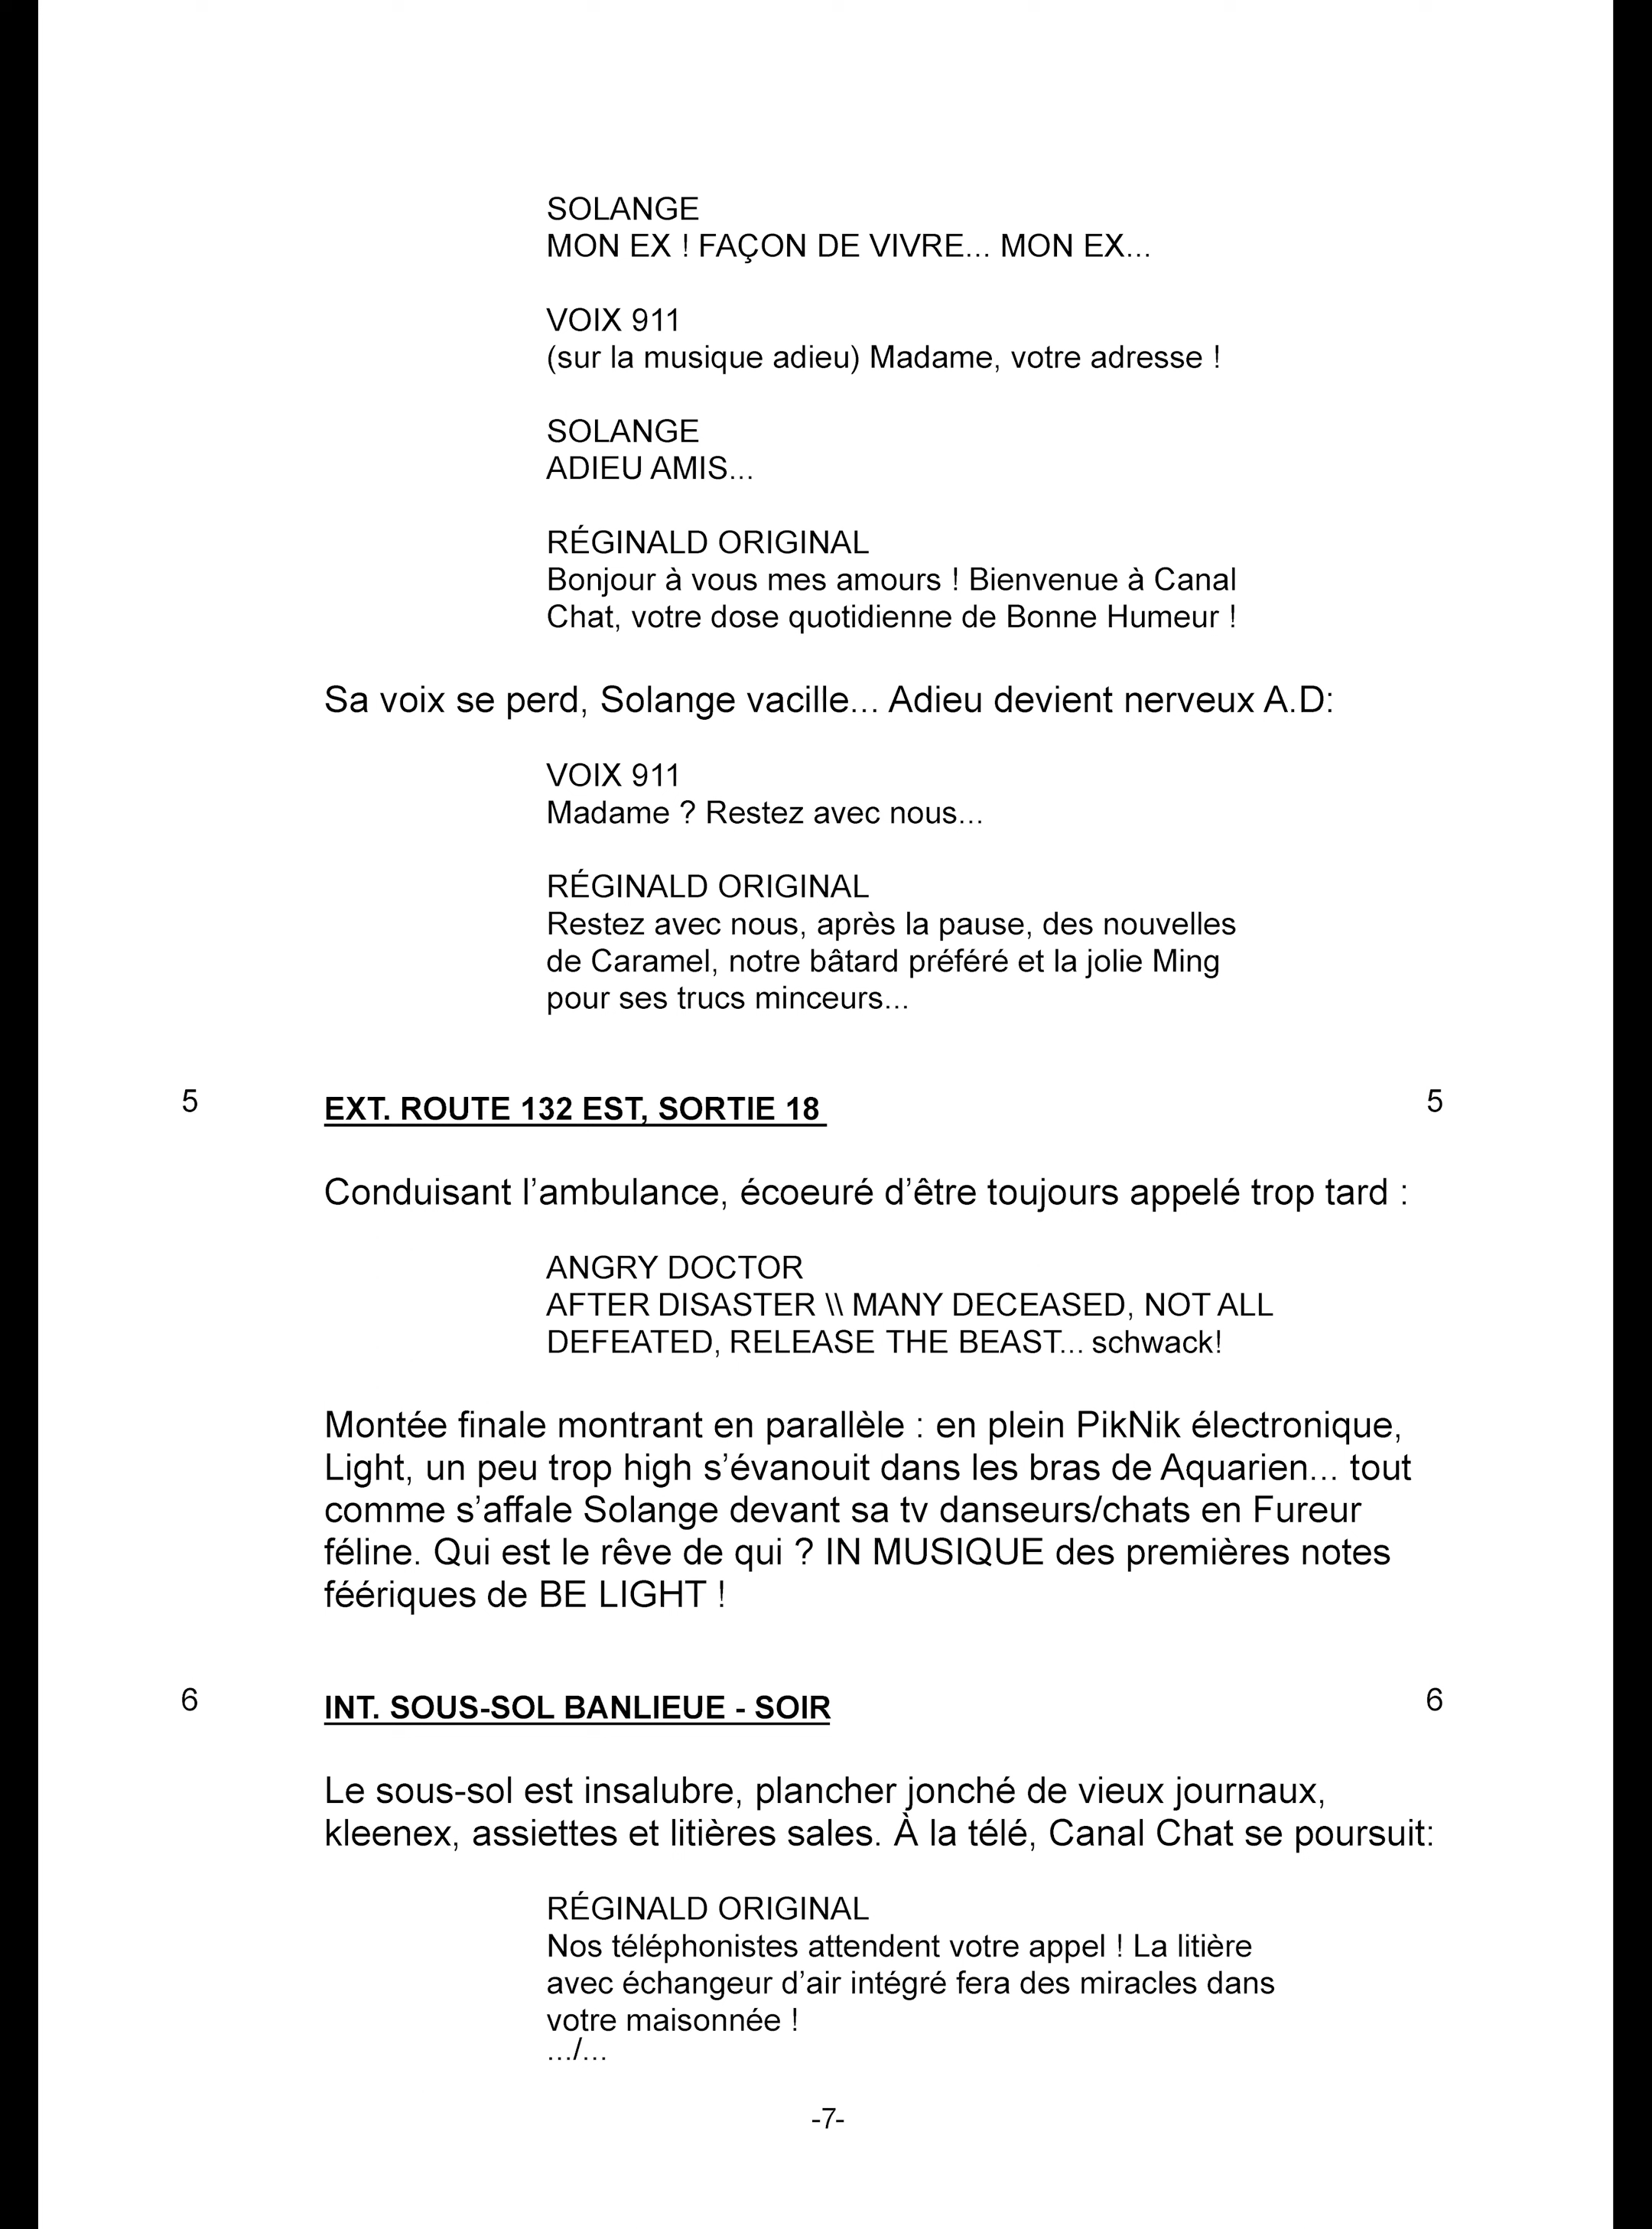 SOLANGE
MON EX ! FAÇON DE VIVRE... MON EX...
VOIX 911
(sur la musique adieu) Madame, votre adresse !
SOLANGE
ADIEU AMIS...
RÉGINALD ORIGINAL
Bonjour à vous mes amours ! Bienvenue à Canal
Chat, votre dose quotidienne de Bonne Humeur !
Sa voix se perd, Solange vacille... Adieu devient nerveux A.D:
VOIX 911
Madame ? Restez avec nous...
RÉGINALD ORIGINAL
Restez avec nous, après la pause, des nouvelles
de Caramel, notre bâtard préféré et la jolie Ming
pour ses trucs minceurs...
5 EXT. ROUTE 132 EST, SORTIE 18 5
Conduisant l’ambulance, écoeuré d’être toujours appelé trop tard :
ANGRY DOCTOR
AFTER DISASTER \\ MANY DECEASED, NOT ALL
DEFEATED, RELEASE THE BEAST... schwack!
Montée finale montrant en parallèle : en plein PikNik électronique,
Light, un peu trop high s’évanouit dans les bras de Aquarien... tout
comme s’affale Solange devant sa tv danseurs/chats en Fureur
féline. Qui est le rêve de qui ? IN MUSIQUE des premières notes
féériques de BE LIGHT !
6 INT. SOUS-SOL BANLIEUE - SOIR 6
Le sous-sol est insalubre, plancher jonché de vieux journaux,
kleenex, assiettes et litières sales. À la télé, Canal Chat se poursuit:
RÉGINALD ORIGINAL
Nos téléphonistes attendent votre appel ! La litière
avec échangeur d’air intégré fera des miracles dans
votre maisonnée !
.../...
-7-